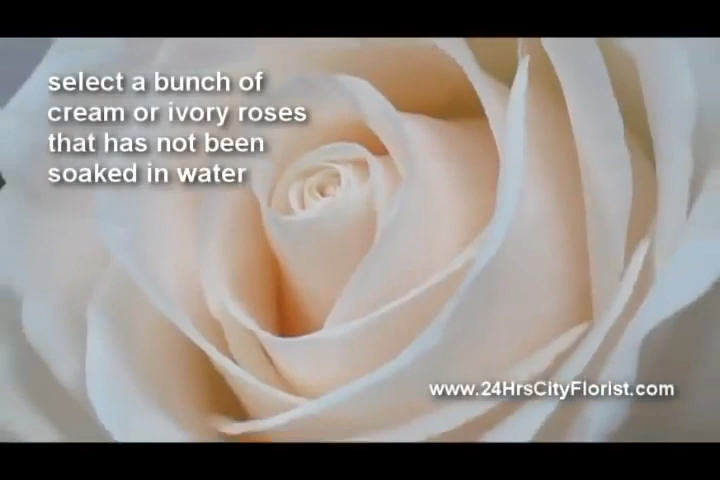 select a bunch of
cream or ivory roses
that has not been
soaked in water
www.24HrsCityFlorist.com